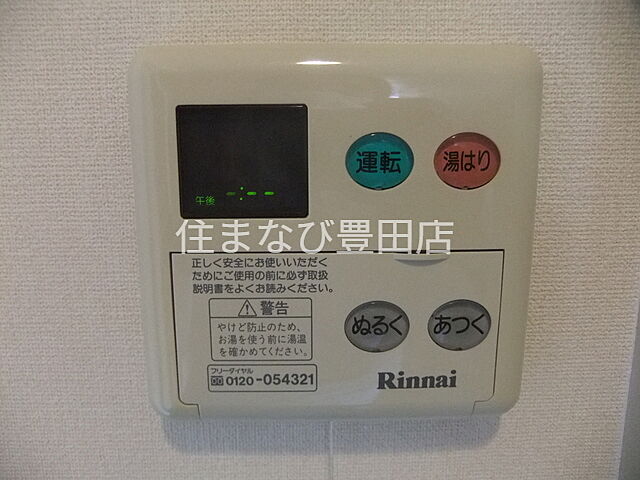 運転
湯はり
午後 -:--
住まなび豊田店
正しく安全にお使いいただく
ためにご使用の前に必ず取扱
説明書をよくお読みください。
警告
やけど防止のため、
お湯を使う前に湯温
を確かめてください。
フリーダイヤル
0120-054321
ぬるく
あつく
Rinnai